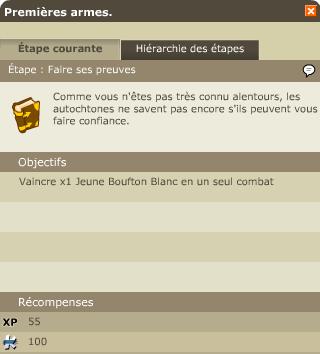 Premières armes.
Étape courante
Hiérarchie des étapes
Étape : Faire ses preuves
Comme vous n'êtes pas très connu alentours, les
autochtones ne savent pas encore s'ils peuvent vous
faire confiance.
Objectifs
Vaincre x1 Jeune Boufton Blanc en un seul combat
Récompenses
XP 55
100